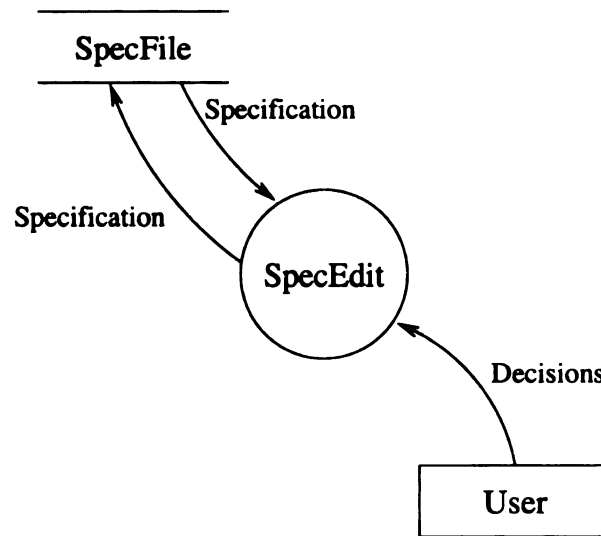 SpecFile
Specification
Specification
SpecEdit
Decisions
User